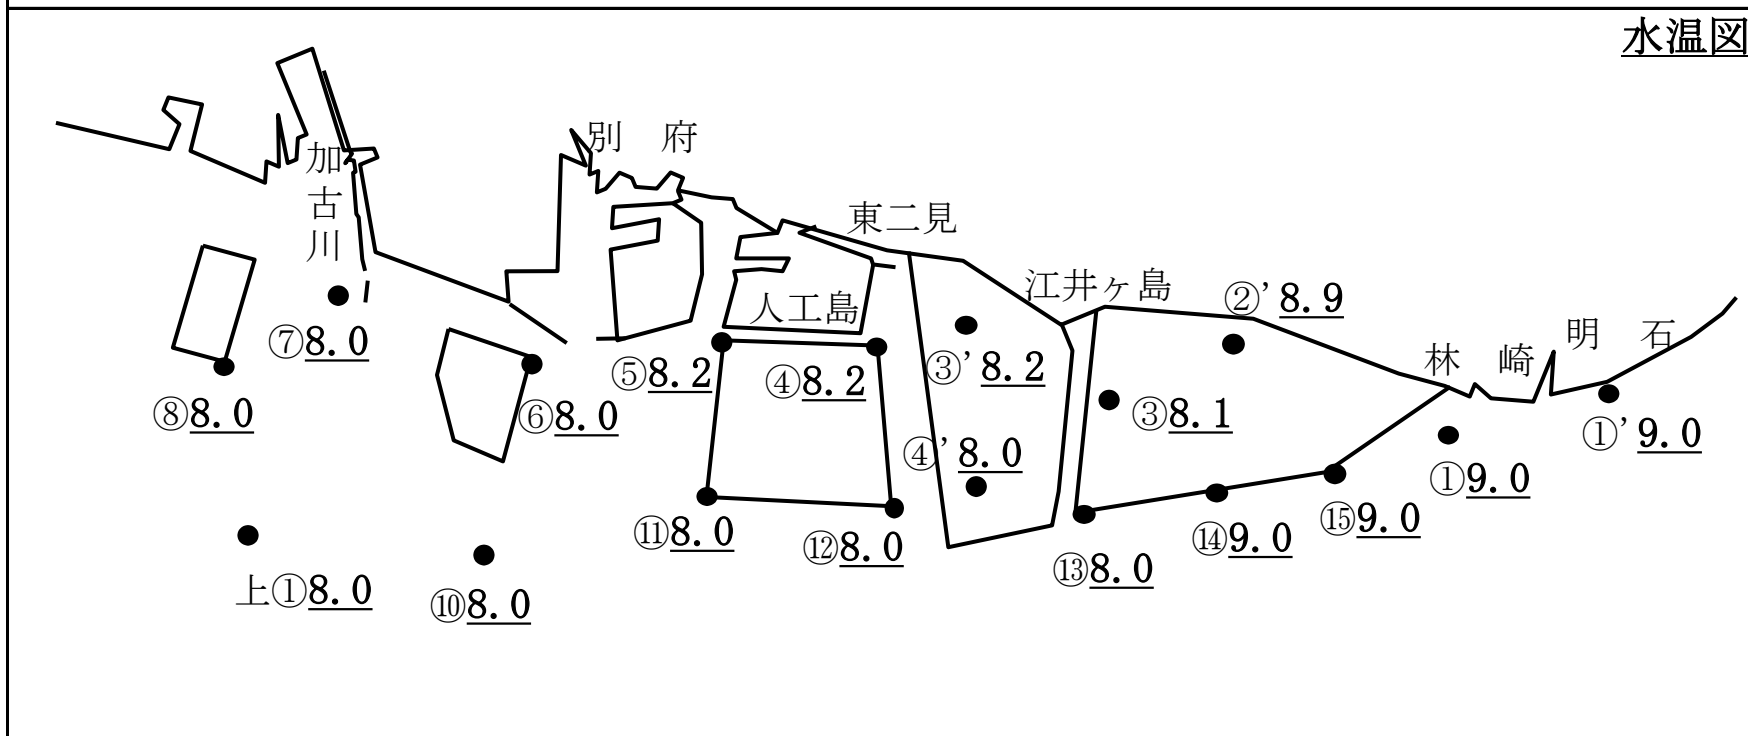 水温図
別 府
加古川
東二見
江井ヶ島
②’8.9
人工島
明 石
林 崎
⑦8.0
⑤8.2
④8.2
③’8.2
⑧8.0
⑥8.0
③8.1
①’9.0
④’8.0
①9.0
⑪8.0
⑫8.0
⑭9.0
⑮9.0
⑬8.0
上①8.0
⑩8.0